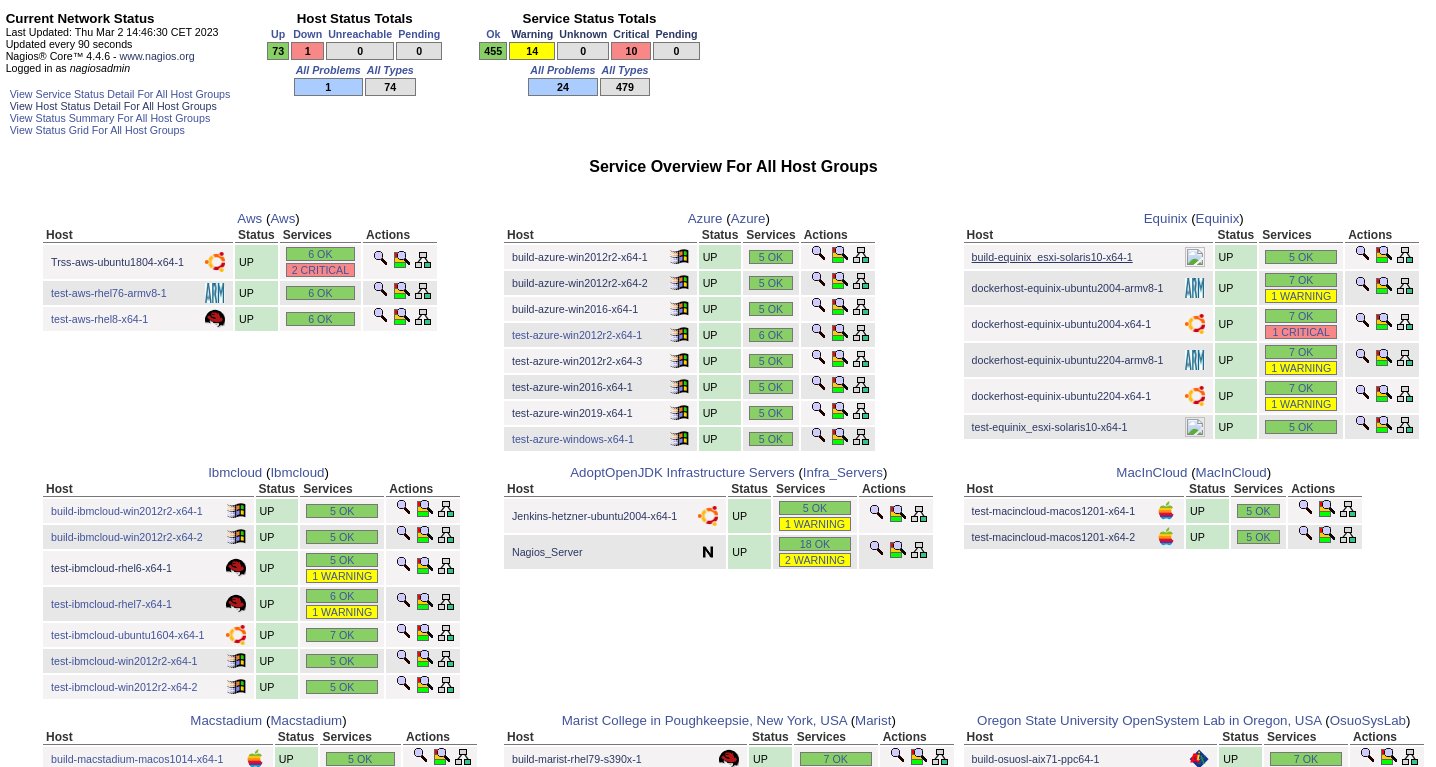 Current Network Status
Last Updated: Thu Mar 2 14:46:30 CET 2023
Updated every 90 seconds
Nagios® Core™ 4.4.6 - www.nagios.org
Logged in as nagiosadmin
View Service Status Detail For All Host Groups
View Host Status Detail For All Host Groups
View Status Summary For All Host Groups
View Status Grid For All Host Groups
Host Status Totals
Up Down Unreachable Pending
73 1 0 0
All Problems All Types
1 74
Service Status Totals
Ok Warning Unknown Critical Pending
455 14 0 10 0
All Problems All Types
24 479
Service Overview For All Host Groups
Aws (Aws)
Host Status Services Actions
Trss-aws-ubuntu1804-x64-1 UP 6 OK
2 CRITICAL
test-aws-rhel76-armv8-1 ARM UP 6 OK
test-aws-rhel8-x64-1 UP 6 OK
Azure (Azure)
Host Status Services Actions
build-azure-win2012r2-x64-1 UP 5 OK
build-azure-win2012r2-x64-2 UP 5 OK
build-azure-win2016-x64-1 UP 5 OK
test-azure-win2012r2-x64-1 UP 6 OK
test-azure-win2012r2-x64-3 UP 5 OK
test-azure-win2016-x64-1 UP 5 OK
test-azure-win2019-x64-1 UP 5 OK
test-azure-windows-x64-1 UP 5 OK
Equinix (Equinix)
Host Status Services Actions
build-equinix_esxi-solaris10-x64-1 UP 5 OK
dockerhost-equinix-ubuntu2004-armv8-1 ARM UP 7 OK
1 WARNING
dockerhost-equinix-ubuntu2004-x64-1 UP 7 OK
1 CRITICAL
dockerhost-equinix-ubuntu2204-armv8-1 ARM UP 7 OK
1 WARNING
dockerhost-equinix-ubuntu2204-x64-1 UP 7 OK
1 WARNING
test-equinix_esxi-solaris10-x64-1 UP 5 OK
Ibmcloud (Ibmcloud)
Host Status Services Actions
build-ibmcloud-win2012r2-x64-1 UP 5 OK
build-ibmcloud-win2012r2-x64-2 UP 5 OK
test-ibmcloud-rhel6-x64-1 UP 5 OK
1 WARNING
test-ibmcloud-rhel7-x64-1 UP 6 OK
1 WARNING
test-ibmcloud-ubuntu1604-x64-1 UP 7 OK
test-ibmcloud-win2012r2-x64-1 UP 5 OK
test-ibmcloud-win2012r2-x64-2 UP 5 OK
AdoptOpenJDK Infrastructure Servers (Infra_Servers)
Host Status Services Actions
Jenkins-hetzner-ubuntu2004-x64-1 UP 5 OK
1 WARNING
Nagios_Server N UP 18 OK
2 WARNING
MacInCloud (MacInCloud)
Host Status Services Actions
test-macincloud-macos1201-x64-1 UP 5 OK
test-macincloud-macos1201-x64-2 UP 5 OK
Macstadium (Macstadium)
Host Status Services Actions
build-macstadium-macos1014-x64-1 UP 5 OK
Marist College in Poughkeepsie, New York, USA (Marist)
Host Status Services Actions
build-marist-rhel79-s390x-1 UP 7 OK
Oregon State University OpenSystem Lab in Oregon, USA (OsuoSysLab)
Host Status Services Actions
build-osuosl-aix71-ppc64-1 UP 7 OK